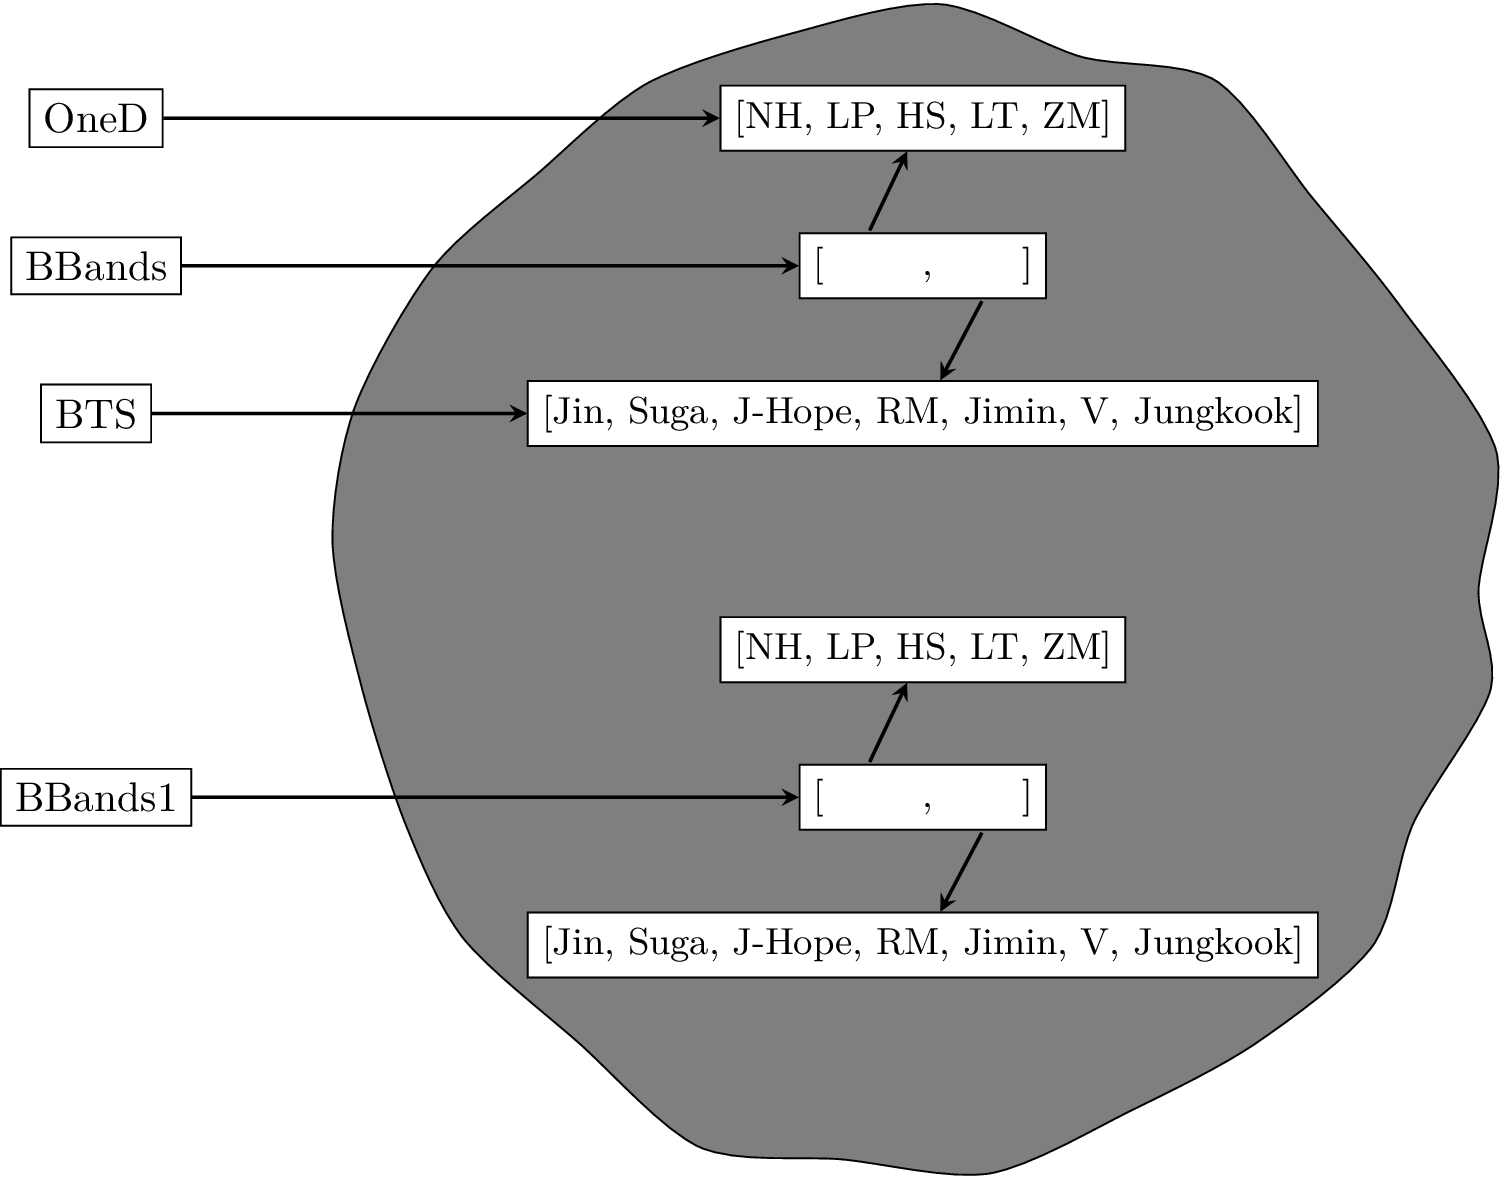 OneD [NH, LP, HS, LT, ZM]
BBands [ , ]
BTS [Jin, Suga, J-Hope, RM, Jimin, V, Jungkook]
[NH, LP, HS, LT, ZM]
BBands1 [ , ]
[Jin, Suga, J-Hope, RM, Jimin, V, Jungkook]